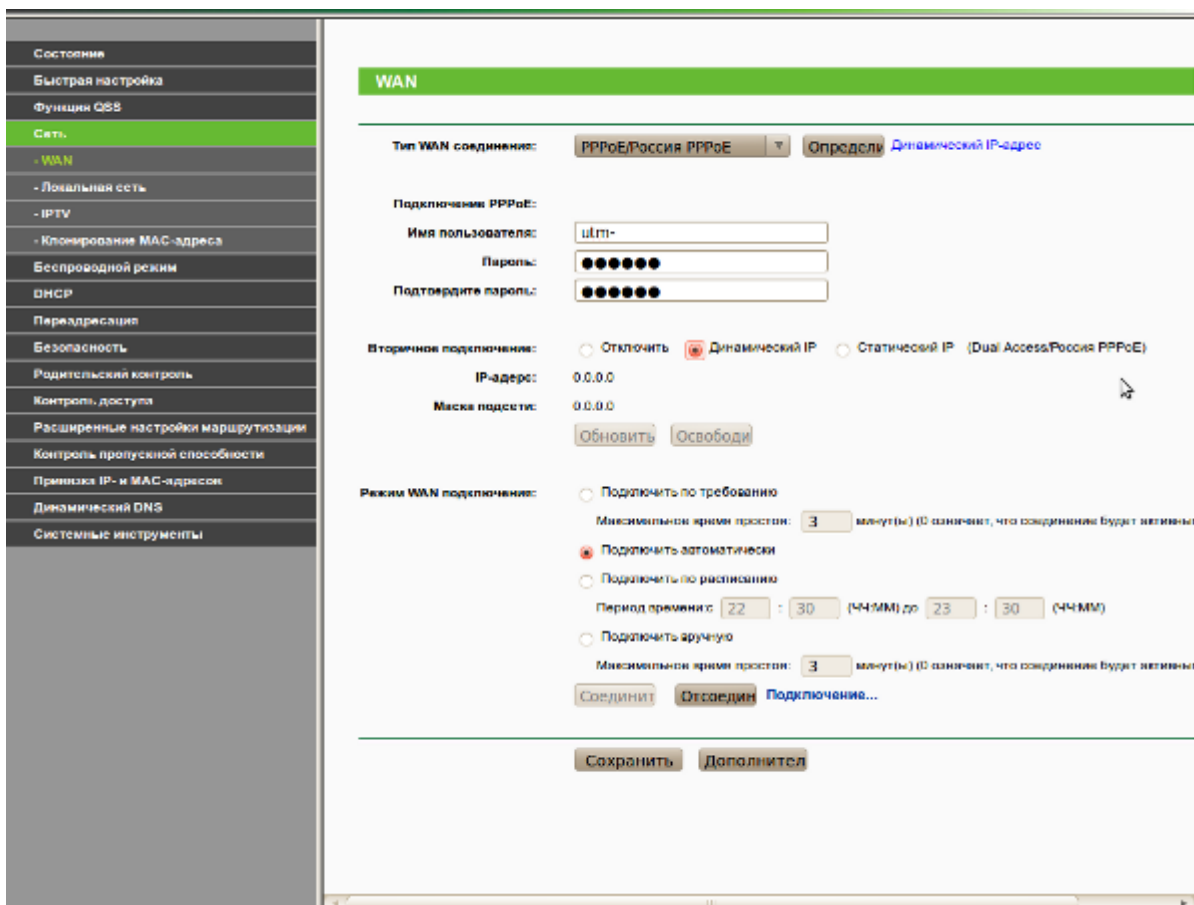 Состояние
Быстрая настройка
Функция QSS
Сеть
- WAN
- Локальная сеть
- IPTV
- Клонирование MAC-адреса
Беспроводной режим
DHCP
Переадресация
Безопасность
Родительский контроль
Контроль доступа
Расширенные настройки маршрутизации
Контроль пропускной способности
Привязка IP- и MAC-адресов
Динамический DNS
Системные инструменты
WAN
Тип WAN соединения: PPPoE/Россия PPPoE Определи Динамический IP-адрес
Подключение PPPoE:
Имя пользователя: utm-
Пароль: ●●●●●●
Подтвердите пароль: ●●●●●●
Вторичное подключение: Отключить Динамический IP Статический IP (Dual Access/Россия PPPoE)
IP-адерс: 0.0.0.0
Маска подсети: 0.0.0.0
Обновить Освободи
Режим WAN подключения: Подключить по требованию
Максимальное время простоя: 3 минут(ы) (0 означает, что соединение будет активны
Подключить автоматически
Подключить по расписанию
Период времени:с 22 : 30 (ЧЧ:ММ) до 23 : 30 (ЧЧ:ММ)
Подключить вручную
Максимальное время простоя: 3 минут(ы) (0 означает, что соединение будет активны
Соединит Отсоедин Подключение...
Сохранить Дополнител